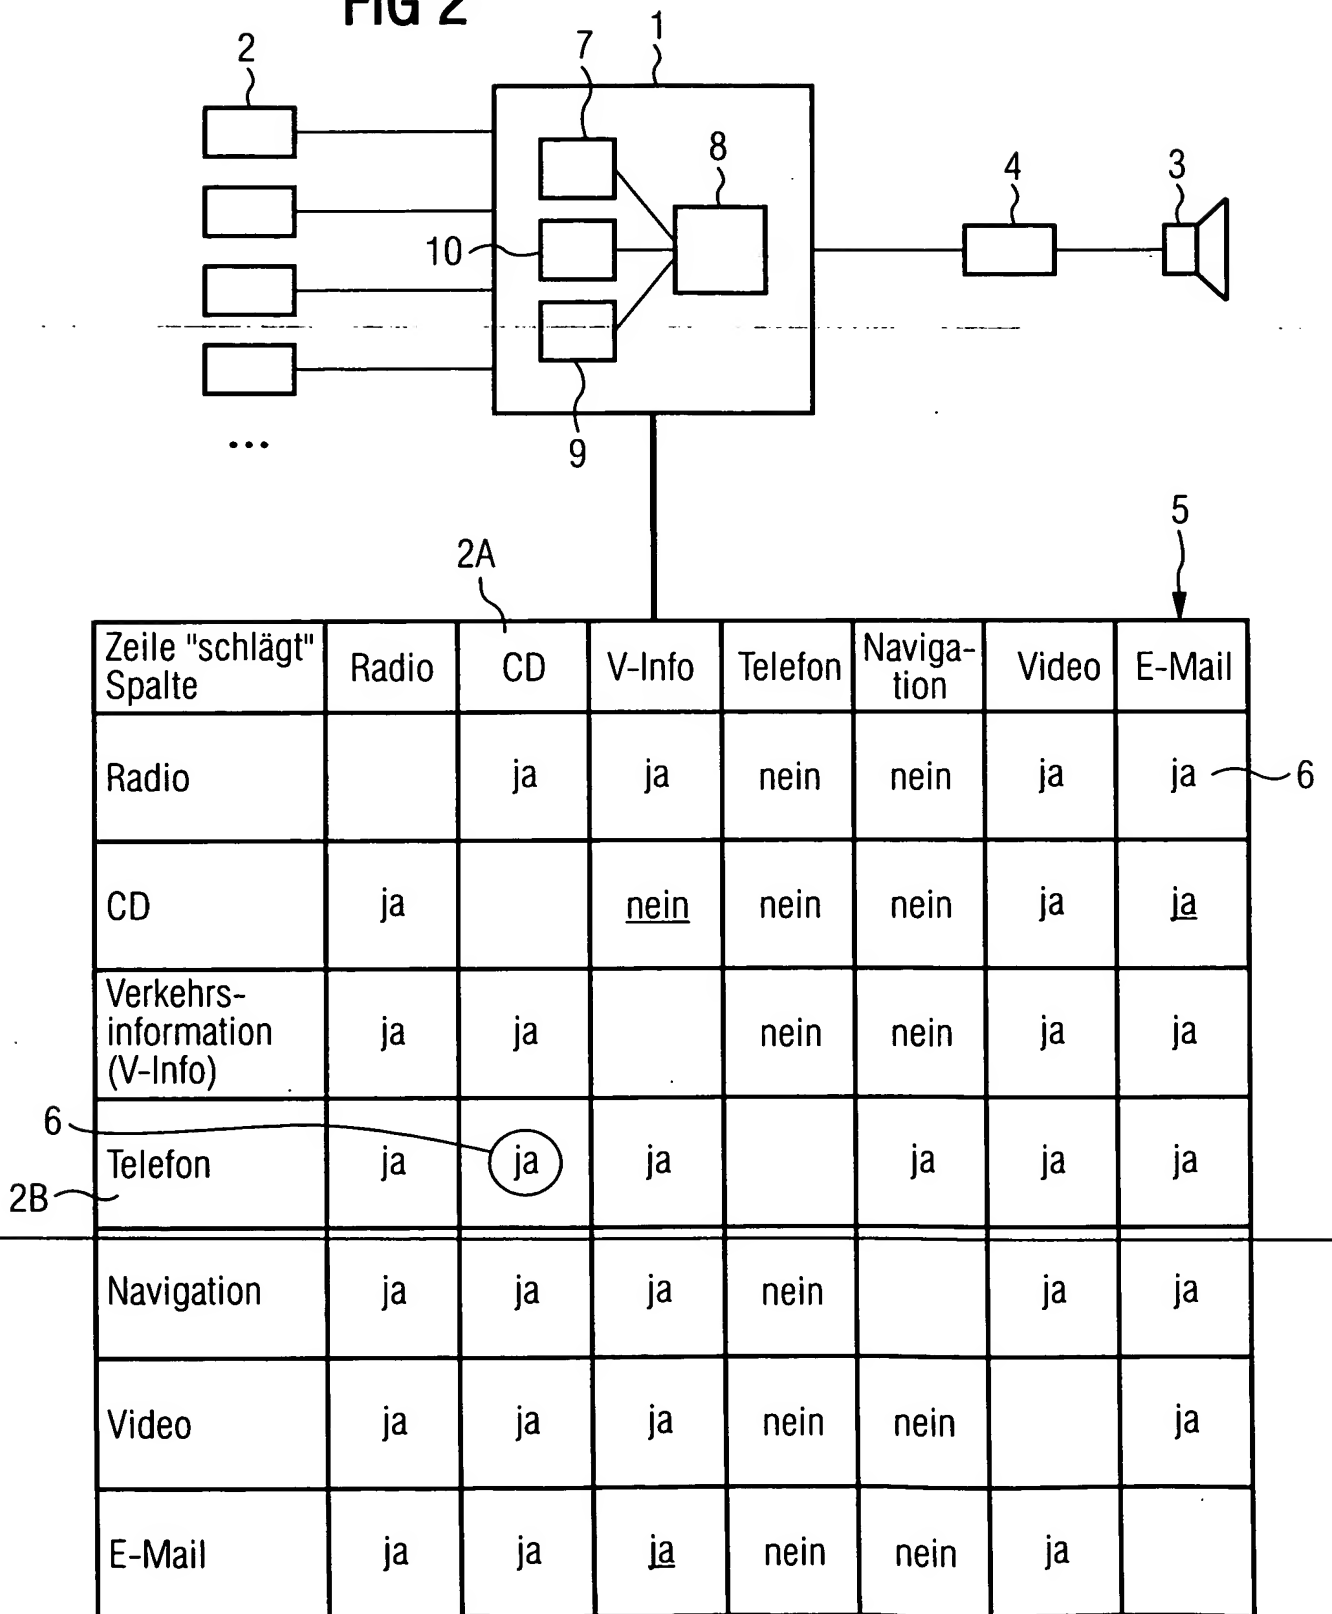 FIG 2
2
7
1
8
4
3
10
9
...
5
2A
Zeile "schlägt" Radio CD V-Info Telefon Naviga- Video E-Mail
Spalte tion
Radio ja ja nein nein ja ja 6
CD ja nein nein nein ja ja
Verkehrs-
information ja ja nein nein ja ja
(V-Info)
6
Telefon ja ja ja ja ja ja
2B
Navigation ja ja ja nein ja ja
Video ja ja ja nein nein ja
E-Mail ja ja ja nein nein ja